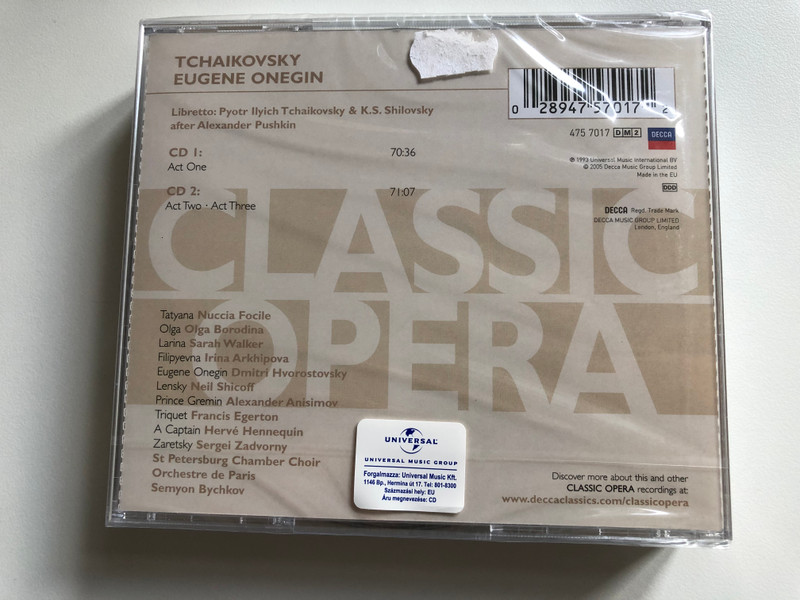 TCHAIKOVSKY
EUGENE ONEGIN
Libretto: Pyotr Ilyich Tchaikovsky & K.S. Shilovsky
after Alexander Pushkin
CD 1: 70:36
Act One
CD 2: 71:07
Act Two · Act Three
0 28947 57017 2
475 7017 DM2
DECCA
℗ 1993 Universal Music International BV
© 2005 Decca Music Group Limited
Made in the EU
DDD
DECCA Regd. Trade Mark
DECCA MUSIC GROUP LIMITED
London, England
CLASSIC
OPERA
Tatyana Nuccia Focile
Olga Olga Borodina
Larina Sarah Walker
Filipyevna Irina Arkhipova
Eugene Onegin Dmitri Hvorostovsky
Lensky Neil Shicoff
Prince Gremin Alexander Anisimov
Triquet Francis Egerton
A Captain Hervé Hennequin
Zaretsky Sergei Zadvorny
St Petersburg Chamber Choir
Orchestre de Paris
Semyon Bychkov
UNIVERSAL
UNIVERSAL MUSIC GROUP
Forgalmazza: Universal Music Kft.
1146 Bp., Hermina út 17. Tel: 801-8300
Származási hely: EU
Áru megnevezése: CD
Discover more about this and other
CLASSIC OPERA recordings at:
www.deccaclassics.com/classicopera